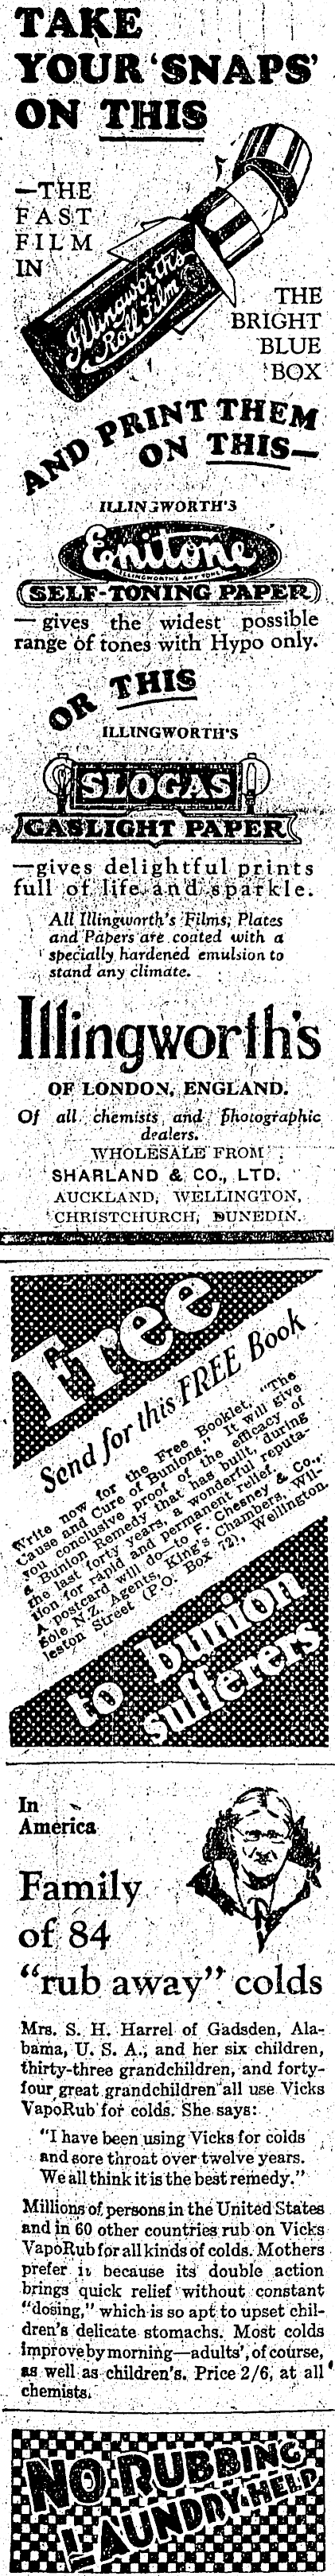 TAKE
YOUR 'SNAPS'
ON THIS
—THE
FAST
FILM
IN
Illingworth's
Roll Film
THE
BRIGHT
BLUE
BOX
AND PRINT THEM
ON THIS—
ILLINGWORTH'S
Enitone
ILLINGWORTH'S ANY TONE
SELF-TONING PAPER
— gives the widest possible
range of tones with Hypo only.
OR THIS
ILLINGWORTH'S
SLOGAS
GASLIGHT PAPER
—gives delightful prints
full of life and sparkle.
All Illingworth's Films, Plates
and Papers are coated with a
specially hardened emulsion to
stand any climate.
Illingworth's
OF LONDON, ENGLAND.
Of all chemists and photographic
dealers.
WHOLESALE FROM
SHARLAND & CO., LTD.
AUCKLAND, WELLINGTON,
CHRISTCHURCH, DUNEDIN.
Free
Send for this FREE Book
Write now for the Free Booklet, "The
Cause and Cure of Bunions." It will give
you conclusive proof of the efficacy of
a Bunion Remedy that has built, during
the last forty years, a wonderful reputa-
tion for rapid and permanent relief.
A postcard will do—to F. Chesney & Co.,
Sole N.Z. Agents, King's Chambers, Wil-
leston Street (P.O. Box 72), Wellington.
to bunion
sufferers
In
America
Family
of 84
"rub away" colds
Mrs. S. H. Harrel of Gadsden, Ala-
bama, U. S. A., and her six children,
thirty-three grandchildren, and forty-
four great grandchildren all use Vicks
VapoRub for colds. She says:
"I have been using Vicks for colds
and sore throat over twelve years.
We all think it is the best remedy."
Millions of persons in the United States
and in 60 other countries rub on Vicks
VapoRub for all kinds of colds. Mothers
prefer it because its double action
brings quick relief without constant
"dosing," which is so apt to upset chil-
dren's delicate stomachs. Most colds
improve by morning—adults', of course,
as well as children's. Price 2/6, at all
chemists.
NO RUBBING
LAUNDRY HELP